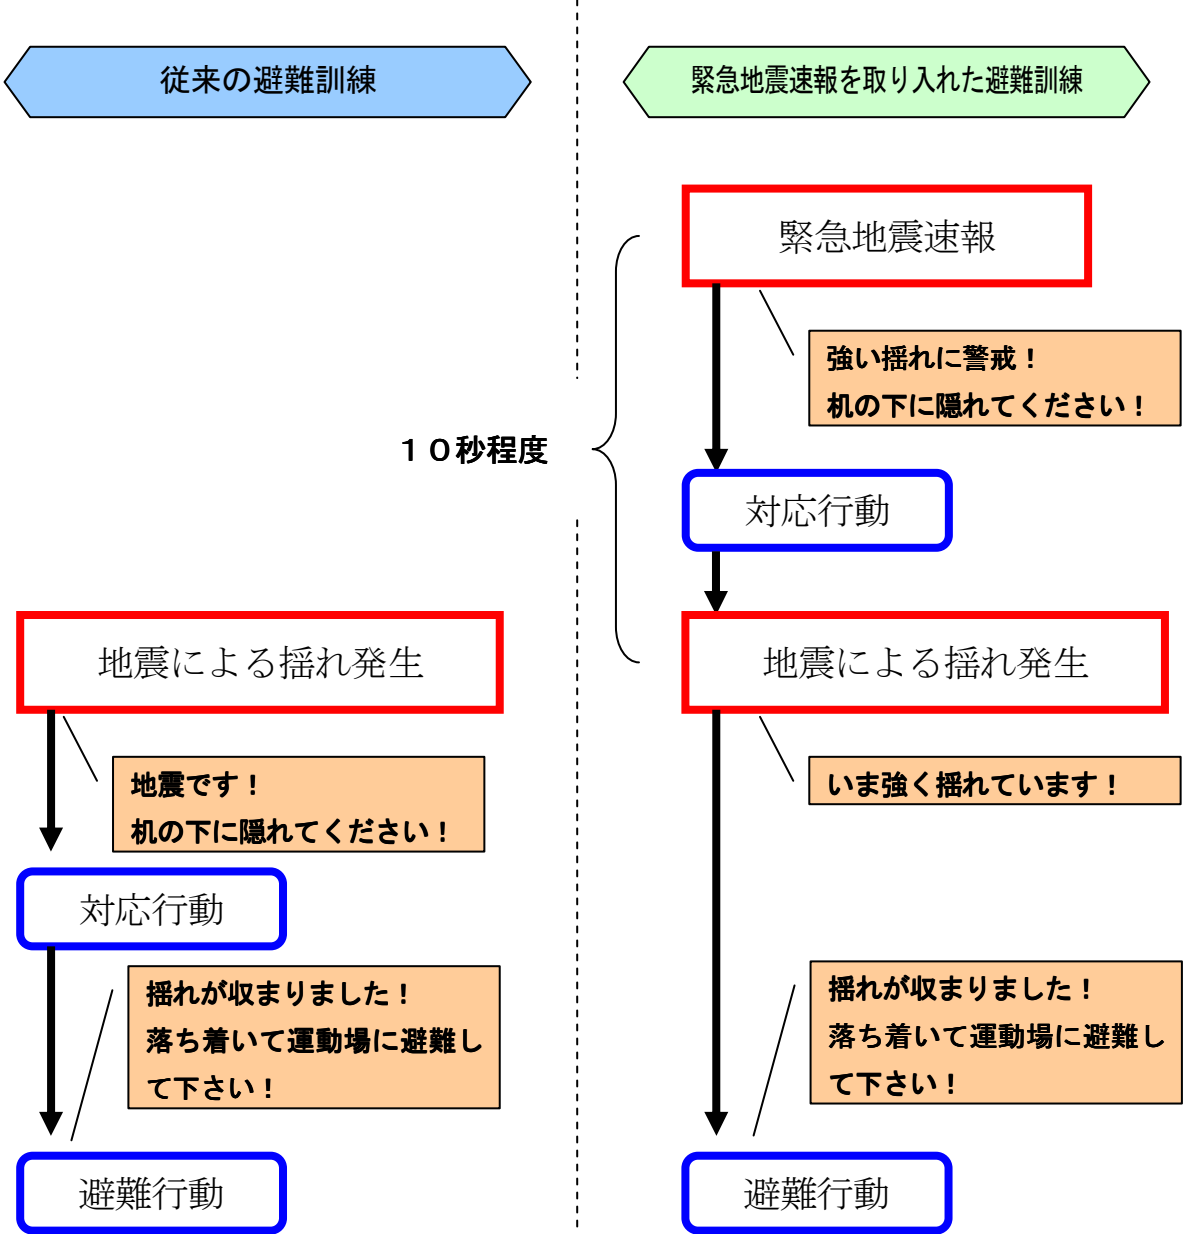 従来の避難訓練
緊急地震速報を取り入れた避難訓練
緊急地震速報
強い揺れに警戒！
机の下に隠れてください！
１０秒程度
対応行動
地震による揺れ発生
地震による揺れ発生
地震です！
机の下に隠れてください！
いま強く揺れています！
対応行動
揺れが収まりました！
落ち着いて運動場に避難し
て下さい！
揺れが収まりました！
落ち着いて運動場に避難し
て下さい！
避難行動
避難行動